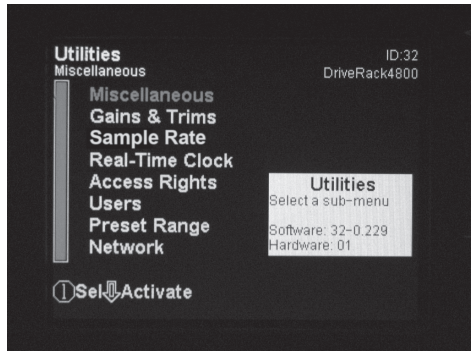 Utilities
Miscellaneous
ID:32
DriveRack4800
Miscellaneous
Gains & Trims
Sample Rate
Real-Time Clock
Access Rights
Users
Preset Range
Network
Utilities
Select a sub-menu
Software: 32-0.229
Hardware: 01
①Sel⇩Activate